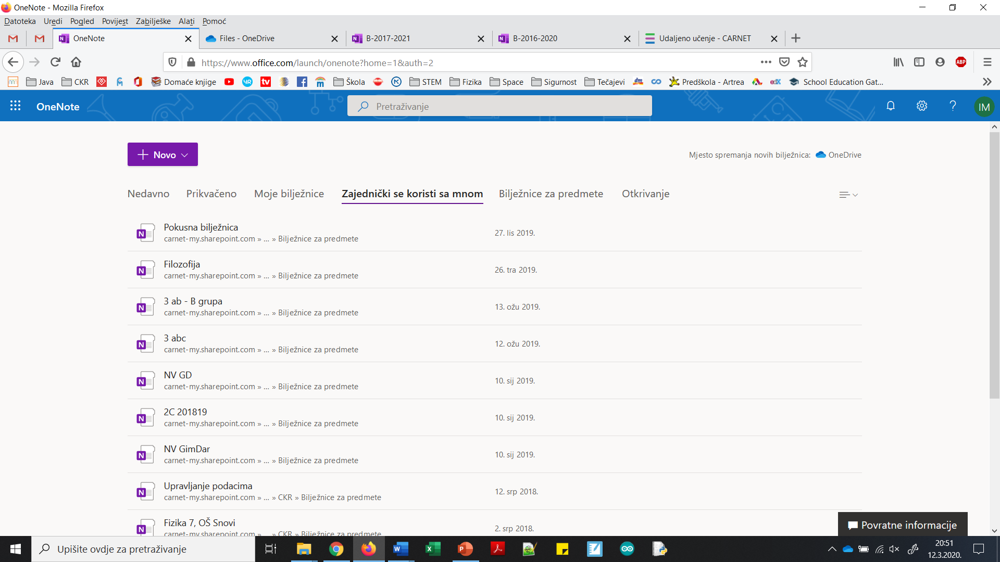 OneNote - Mozilla Firefox
Datoteka Uredi Pogled Povijest Zabilješke Alati Pomoć
OneNote Files - OneDrive B-2017-2021 B-2016-2020 Udaljeno učenje - CARNET
https://www.office.com/launch/onenote?home=1&auth=2 ABP
Java CKR Domaće knjige Škola STEM Fizika Space Sigurnost Tečajevi Predškola - Artrea School Education Gat...
OneNote Pretraživanje IM
Novo Mjesto spremanja novih bilježnica: OneDrive
Nedavno Prikvačeno Moje bilježnice Zajednički se koristi sa mnom Bilježnice za predmete Otkrivanje
Pokusna bilježnica
carnet-my.sharepoint.com » ... » Bilježnice za predmete 27. lis 2019.
Filozofija
carnet-my.sharepoint.com » ... » Bilježnice za predmete 26. tra 2019.
3 ab - B grupa
carnet-my.sharepoint.com » ... » Bilježnice za predmete 13. ožu 2019.
3 abc
carnet-my.sharepoint.com » ... » Bilježnice za predmete 12. ožu 2019.
NV GD
carnet-my.sharepoint.com » ... » Bilježnice za predmete 10. sij 2019.
2C 201819
carnet-my.sharepoint.com » ... » Bilježnice za predmete 10. sij 2019.
NV GimDar
carnet-my.sharepoint.com » ... » Bilježnice za predmete 10. sij 2019.
Upravljanje podacima
carnet-my.sharepoint.com » ... » CKR » Bilježnice za predmete 12. srp 2018.
Fizika 7, OŠ Snovi
carnet-my.sharepoint.com » ... » CKR » Bilježnice za predmete 2. srp 2018.
Povratne informacije
Upišite ovdje za pretraživanje
20:51
12.3.2020.